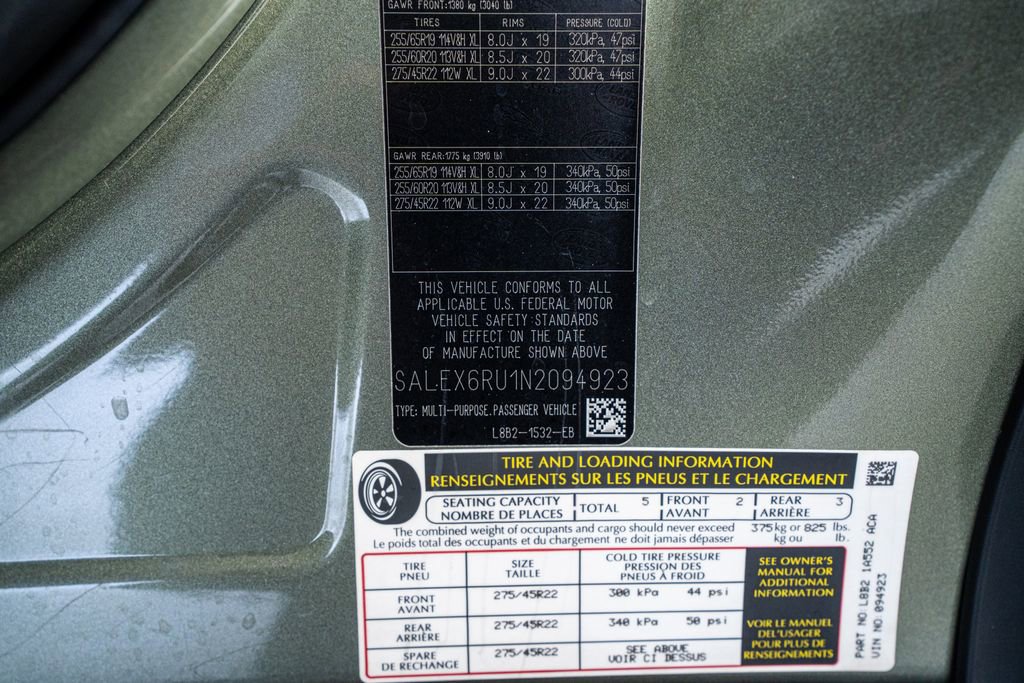 GAWR FRONT:1380 kg (3040 lb)
TIRES RIMS PRESSURE (COLD)
255/65R19 114V&H XL 8.0J x 19 320kPa, 47psi
255/60R20 113V&H XL 8.5J x 20 320kPa, 47psi
275/45R22 112W XL 9.0J x 22 300kPa, 44psi
GAWR REAR:1775 kg (3910 lb)
255/65R19 114V&H XL 8.0J x 19 340kPa, 50psi
255/60R20 113V&H XL 8.5J x 20 340kPa, 50psi
275/45R22 112W XL 9.0J x 22 340kPa, 50psi
THIS VEHICLE CONFORMS TO ALL
APPLICABLE U.S. FEDERAL MOTOR
VEHICLE SAFETY STANDARDS
IN EFFECT ON THE DATE
OF MANUFACTURE SHOWN ABOVE
SALEX6RU1N2094923
TYPE: MULTI-PURPOSE.PASSENGER VEHICLE
L8B2-1532-EB
TIRE AND LOADING INFORMATION
RENSEIGNEMENTS SUR LES PNEUS ET LE CHARGEMENT
SEATING CAPACITY
NOMBRE DE PLACES
TOTAL 5
FRONT 2
AVANT
REAR 3
ARRIÈRE
The combined weight of occupants and cargo should never exceed 375kg or 825 lbs.
Le poids total des occupants et du chargement ne doit jamais dépasser kg ou lb.
TIRE
PNEU
SIZE
TAILLE
COLD TIRE PRESSURE
PRESSION DES
PNEUS À FROID
FRONT
AVANT
275/45R22 300 kPa 44 psi
REAR
ARRIÈRE
275/45R22 340 kPa 50 psi
SPARE
DE RECHANGE
275/45R22
SEE ABOVE
VOIR CI DESSUS
SEE OWNER'S
MANUAL FOR
ADDITIONAL
INFORMATION
VOIR LE MANUEL
DEL'USAGER
POUR PLUS DE
RENSEIGNEMENTS
PART NO L8B2 1A552 ACA
VIN NO 094923